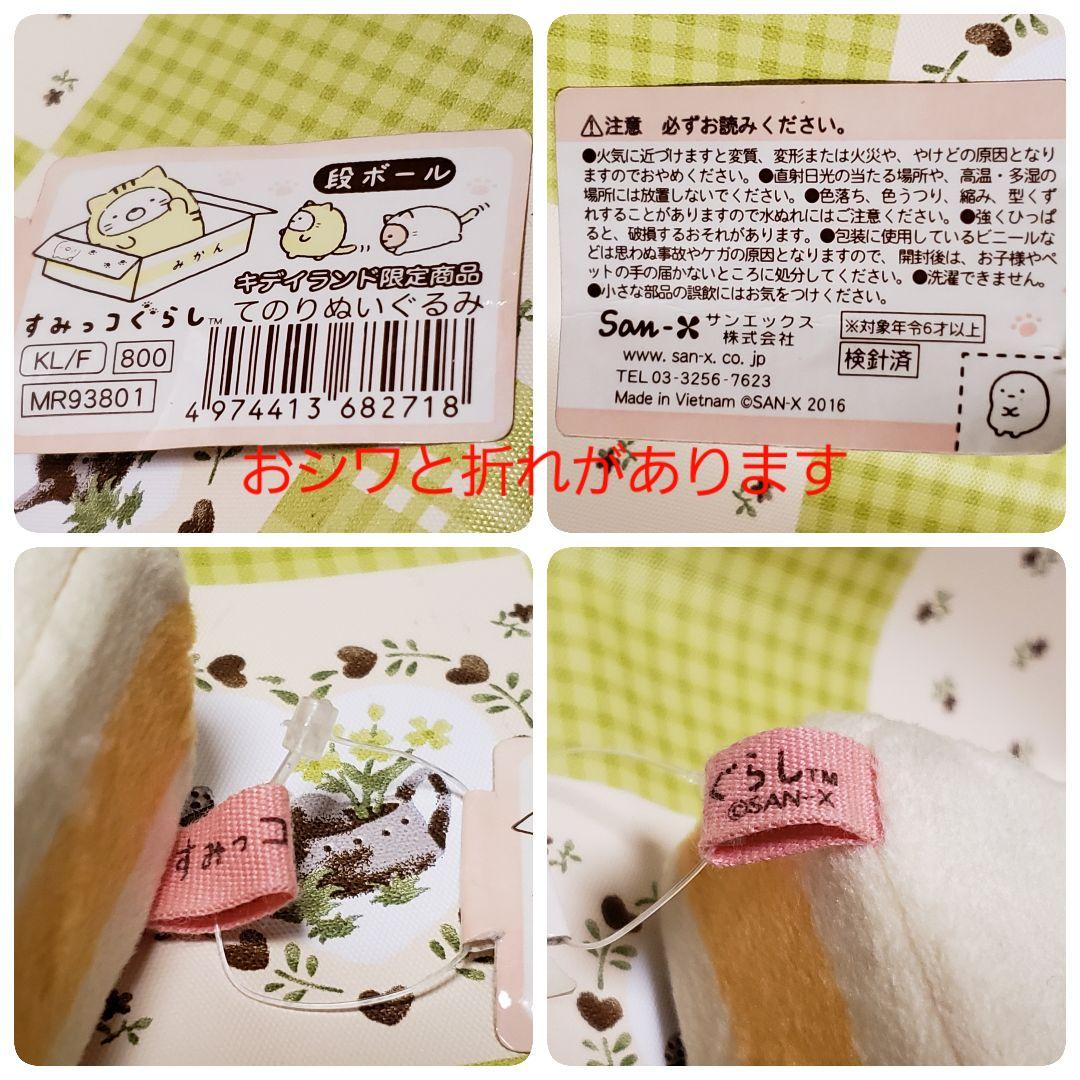 段ボール
みかん
キデイランド限定商品
すみっコぐらし™ てのりぬいぐるみ
KL/F 800
MR93801
4 974413 682718
⚠注意 必ずお読みください。
●火気に近づけますと変質、変形または火災や、やけどの原因となり
ますのでおやめください。●直射日光の当たる場所や、高温・多湿の
場所には放置しないでください。●色落ち、色うつり、縮み、型くず
れすることがありますので水ぬれにはご注意ください。●強くひっぱ
ると、破損するおそれがあります。●包装に使用しているビニールな
どは思わぬ事故やケガの原因となりますので、開封後は、お子様やペ
ットの手の届かないところに処分してください。●洗濯できません。
●小さな部品の誤飲にはお気をつけください。
San-X サンエックス
株式会社
※対象年令6才以上
www.san-x.co.jp
検針済
TEL 03-3256-7623
Made in Vietnam ©SAN-X 2016
おシワと折れがあります
すみっコ
ぐらし™
©SAN-X